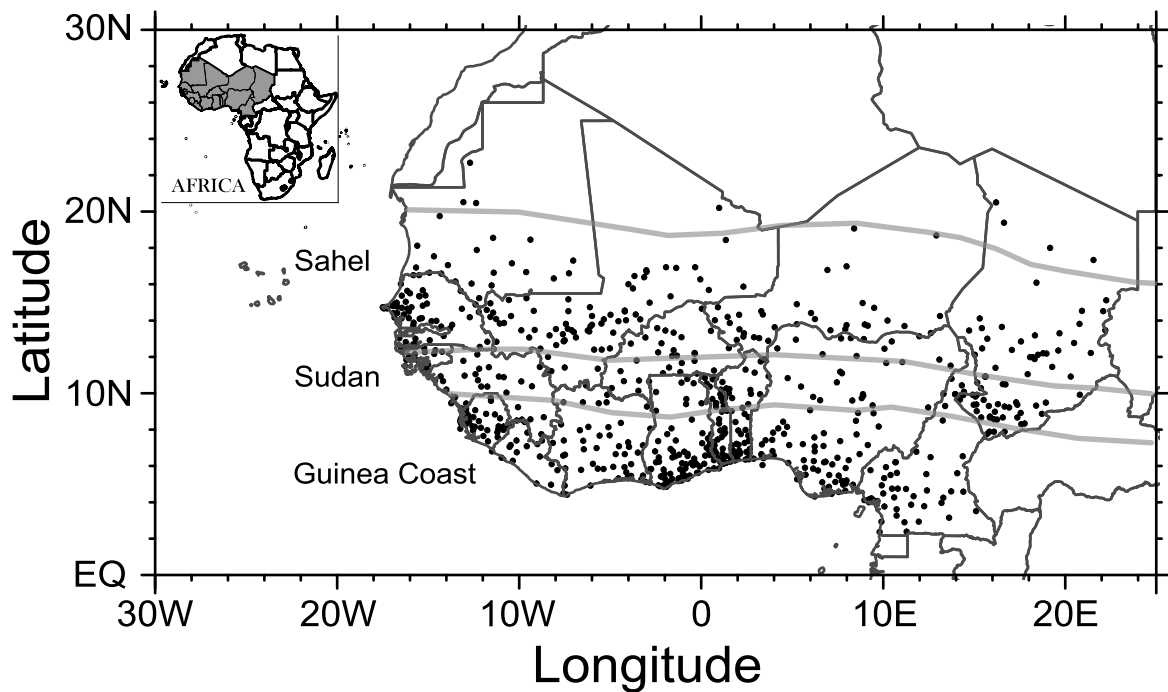 30N
AFRICA
20N
Sahel
Latitude
Sudan
10N
Guinea Coast
EQ
30W 20W 10W 0 10E 20E
Longitude